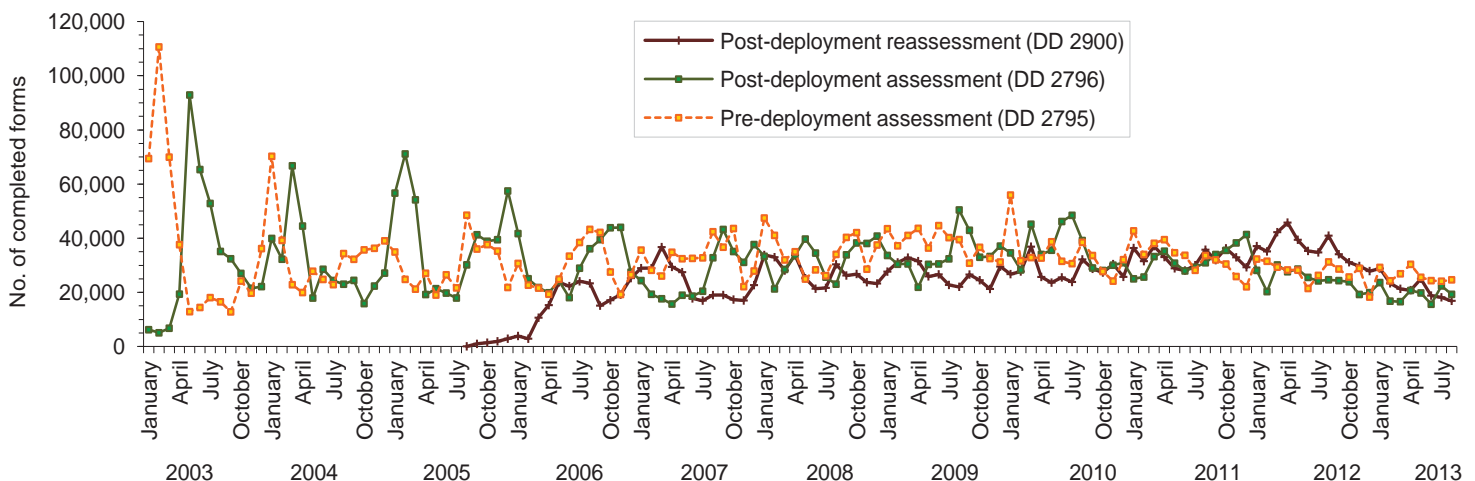 No. of completed forms
120,000
100,000
80,000
60,000
40,000
20,000
0
Post-deployment reassessment (DD 2900)
Post-deployment assessment (DD 2796)
Pre-deployment assessment (DD 2795)
January April July October January April July October January April July October January April July October January April July October January April July October January April July October January April July October January April July October January April July October January April July
2003 2004 2005 2006 2007 2008 2009 2010 2011 2012 2013